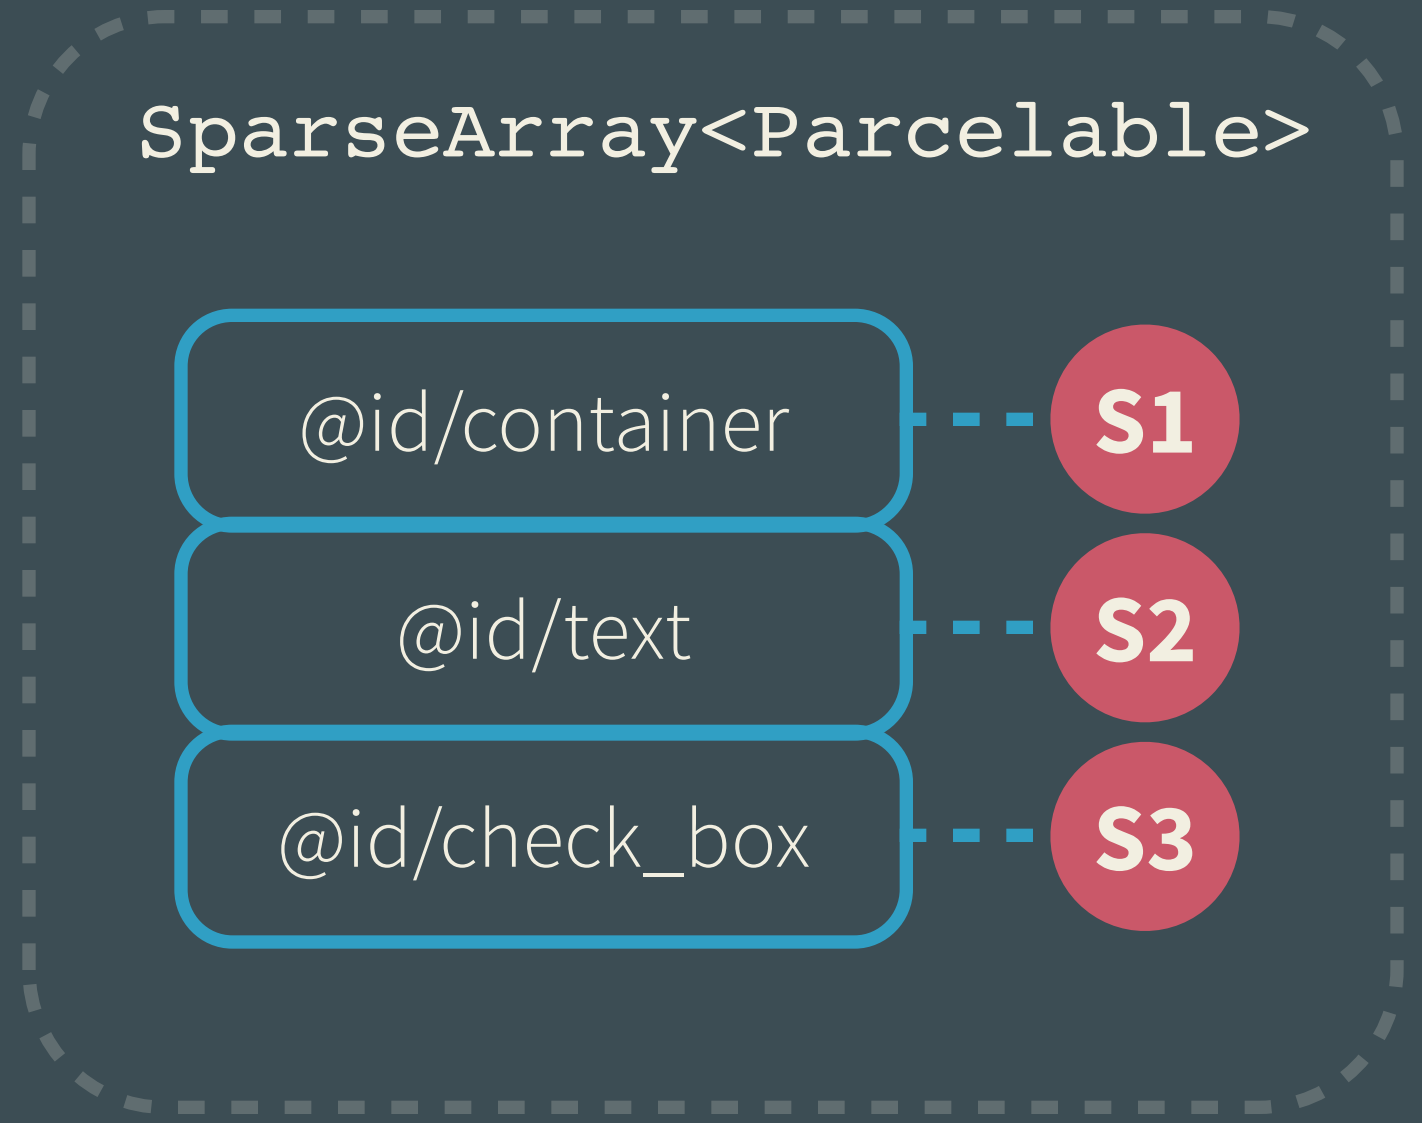 SparseArray<Parcelable>
@id/container
S1
@id/text
S2
@id/check_box
S3